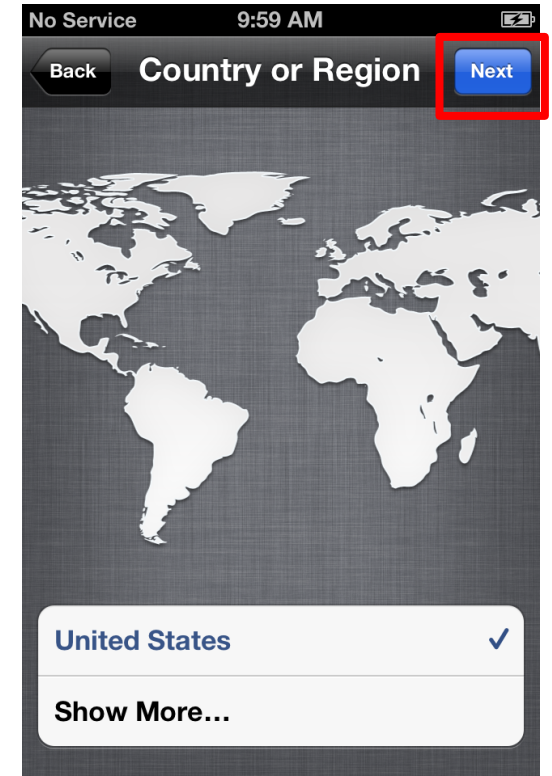 No Service 9:59 AM
Back Country or Region Next
United States
Show More...